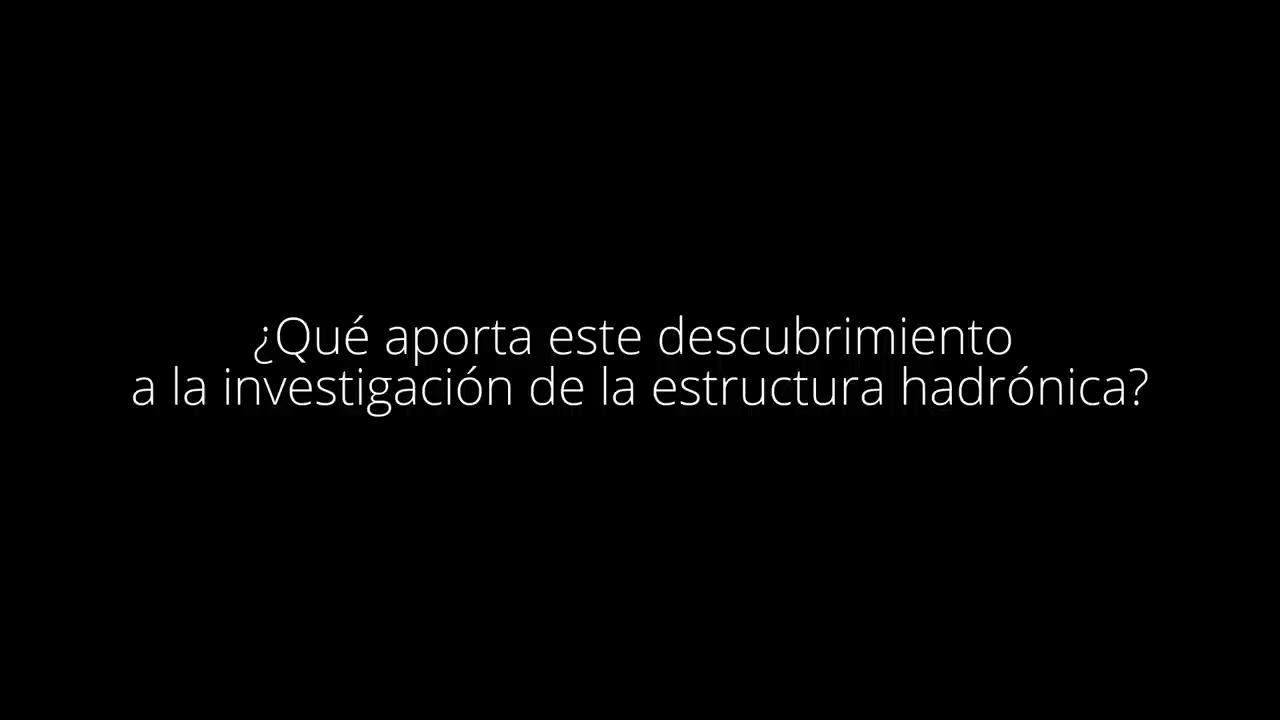 ¿Qué aporta este descubrimiento
a la investigación de la estructura hadrónica?